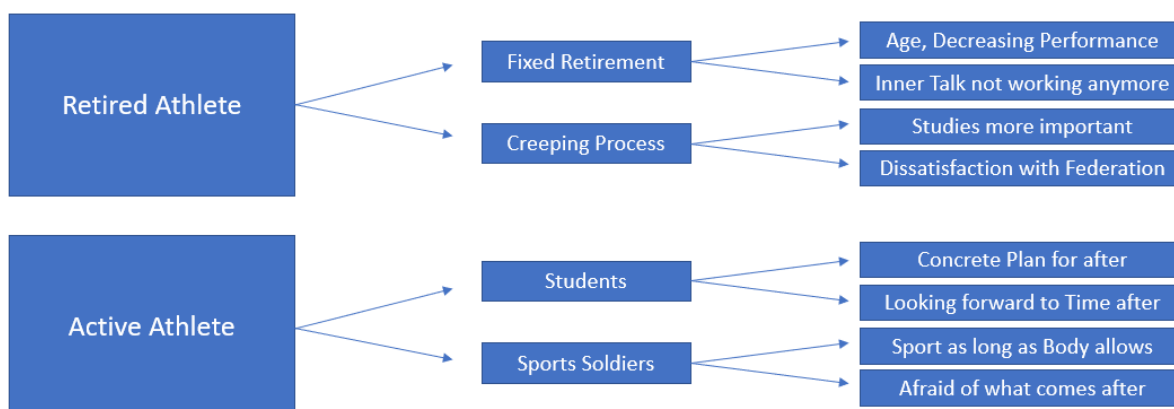 Retired Athlete
Fixed Retirement
Age, Decreasing Performance
Inner Talk not working anymore
Creeping Process
Studies more important
Dissatisfaction with Federation
Active Athlete
Students
Concrete Plan for after
Looking forward to Time after
Sports Soldiers
Sport as long as Body allows
Afraid of what comes after